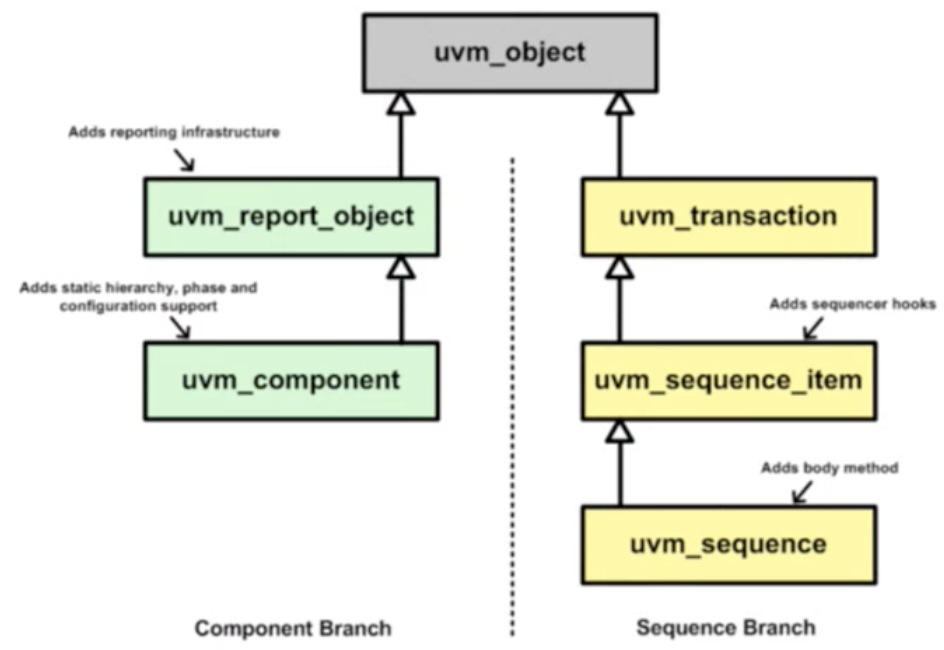 uvm_object
Adds reporting infrastructure
uvm_report_object
uvm_transaction
Adds static hierarchy, phase and
configuration support
Adds sequencer hooks
uvm_component
uvm_sequence_item
Adds body method
uvm_sequence
Component Branch
Sequence Branch